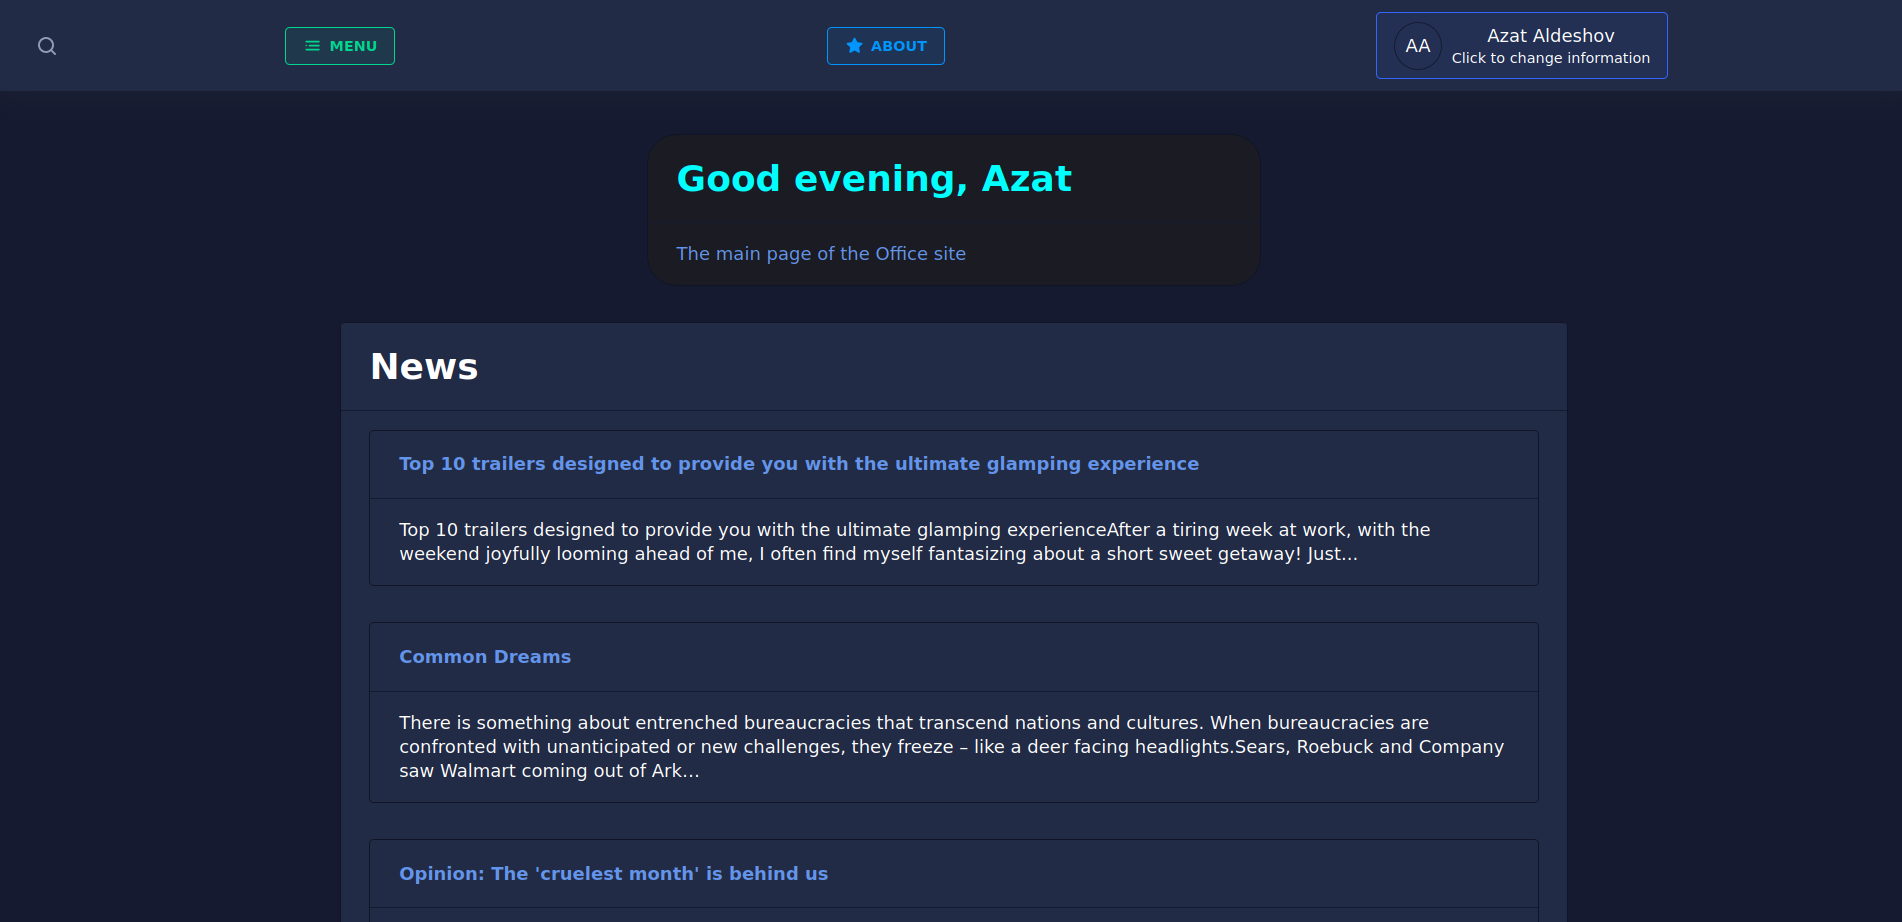 MENU
ABOUT
AA
Azat Aldeshov
Click to change information
Good evening, Azat
The main page of the Office site
News
Top 10 trailers designed to provide you with the ultimate glamping experience
Top 10 trailers designed to provide you with the ultimate glamping experienceAfter a tiring week at work, with the
weekend joyfully looming ahead of me, I often find myself fantasizing about a short sweet getaway! Just...
Common Dreams
There is something about entrenched bureaucracies that transcend nations and cultures. When bureaucracies are
confronted with unanticipated or new challenges, they freeze – like a deer facing headlights.Sears, Roebuck and Company
saw Walmart coming out of Ark...
Opinion: The 'cruelest month' is behind us